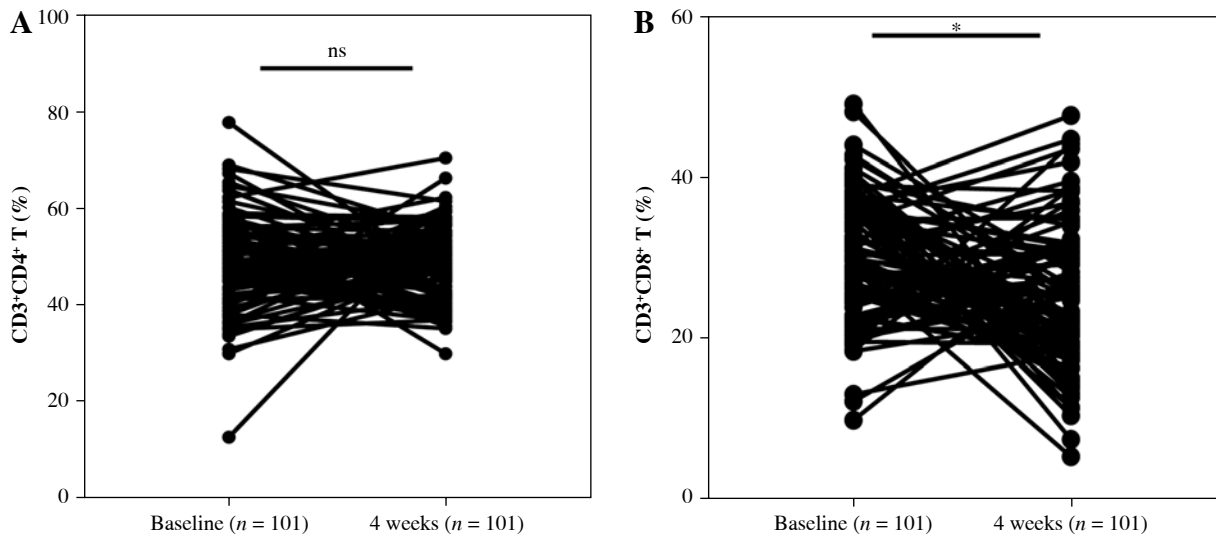 A
CD3⁺CD4⁺ T (%)
100
80
60
40
20
0
ns
Baseline (n = 101)
4 weeks (n = 101)
B
CD3⁺CD8⁺ T (%)
60
40
20
0
*
Baseline (n = 101)
4 weeks (n = 101)